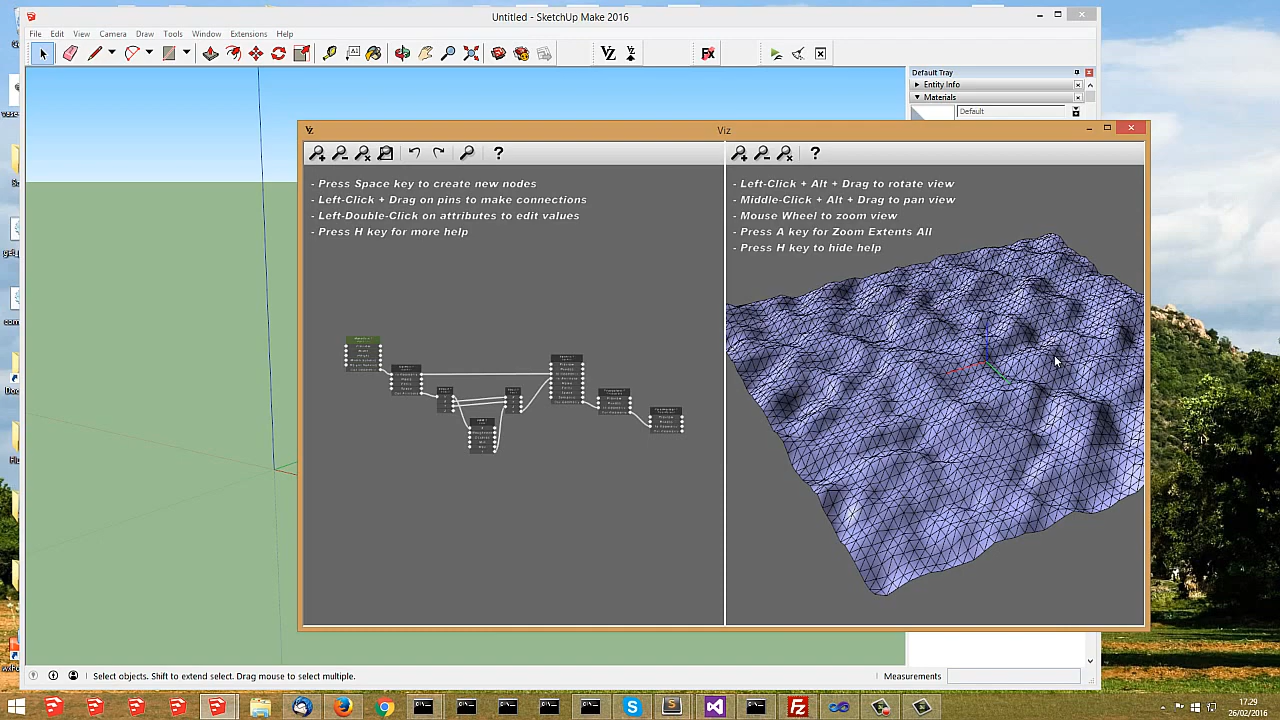 Untitled - SketchUp Make 2016
File Edit View Camera Draw Tools Window Extensions Help
Default Tray
Entity Info
Materials
Default
Viz
- Press Space key to create new nodes
- Left-Click + Drag on pins to make connections
- Left-Double-Click on attributes to edit values
- Press H key for more help
- Left-Click + Alt + Drag to rotate view
- Middle-Click + Alt + Drag to pan view
- Mouse Wheel to zoom view
- Press A key for Zoom Extents All
- Press H key to hide help
Select objects. Shift to extend select. Drag mouse to select multiple.
Measurements
17:29
26/02/2016